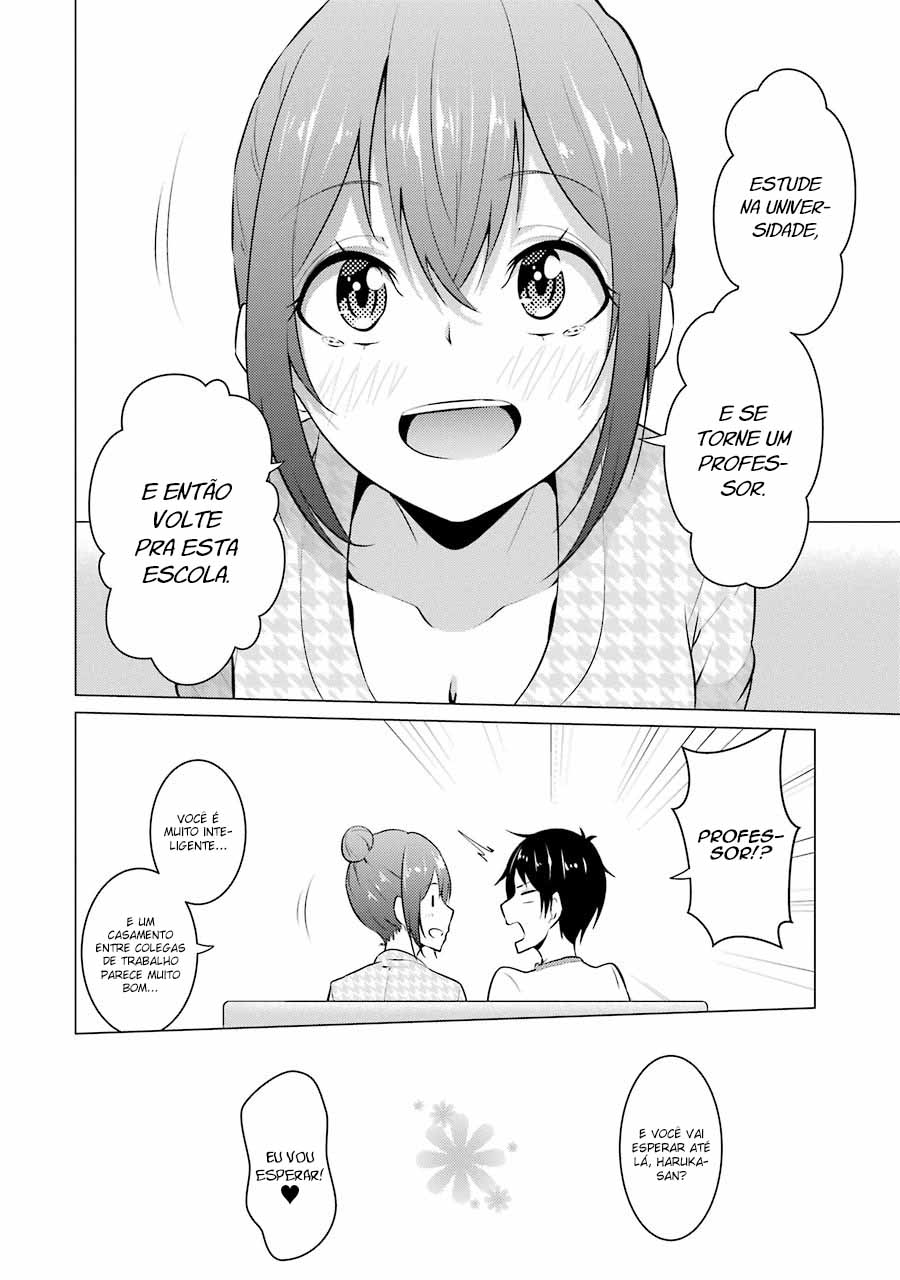 ESTUDE
NA UNIVER-
SIDADE,
E SE
TORNE UM
PROFES-
SOR.
E ENTÃO
VOLTE
PRA ESTA
ESCOLA.
PROFES-
SOR!?
VOCÊ É
MUITO INTE-
LIGENTE...
E UM
CASAMENTO
ENTRE COLEGAS
DE TRABALHO
PARECE MUITO
BOM...
E VOCÊ VAI
ESPERAR ATÉ
LÁ, HARUKA-
SAN?
EU VOU
ESPERAR!
♥